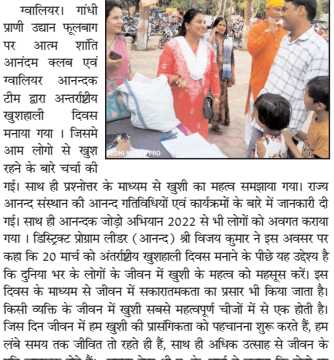 ग्वालियर। गांधी
प्राणी उद्यान फूलबाग
पर आत्म शांति
आनंदम क्लब एवं
ग्वालियर आनन्दक
टीम द्वारा अन्तर्राष्ट्रीय
खुशहाली दिवस
मनाया गया । जिसमे
आम लोगो से खुश
रहने के बारे चर्चा की
गई। साथ ही प्रश्नोत्तर के माध्यम से खुशी का महत्व समझाया गया। राज्य
आनंद संस्थान की आनंद गतिविधियों एवं कार्यक्रमों के बारे में जानकारी दी
गई। साथ ही आनन्दक जोड़ो अभियान 2022 से भी लोगों को अवगत कराया
गया । डिस्ट्रिक्ट प्रोग्राम लीडर (आनन्द) श्री विजय कुमार ने इस अवसर पर
कहा कि 20 मार्च को अंतर्राष्ट्रीय खुशहाली दिवस मनाने के पीछे यह उद्देश्य है
कि दुनिया भर के लोगों के जीवन में खुशी के महत्व को महसूस करें। इस
दिवस के माध्यम से जीवन में सकारात्मकता का प्रसार भी किया जाता है।
किसी व्यक्ति के जीवन में खुशी सबसे महत्वपूर्ण चीजों में से एक होती है।
जिस दिन जीवन में हम खुशी की प्रासंगिकता को पहचानना शुरू करते हैं, हम
लंबे समय तक जीवित तो रहते ही हैं, साथ ही अधिक उत्साह से जीवन के